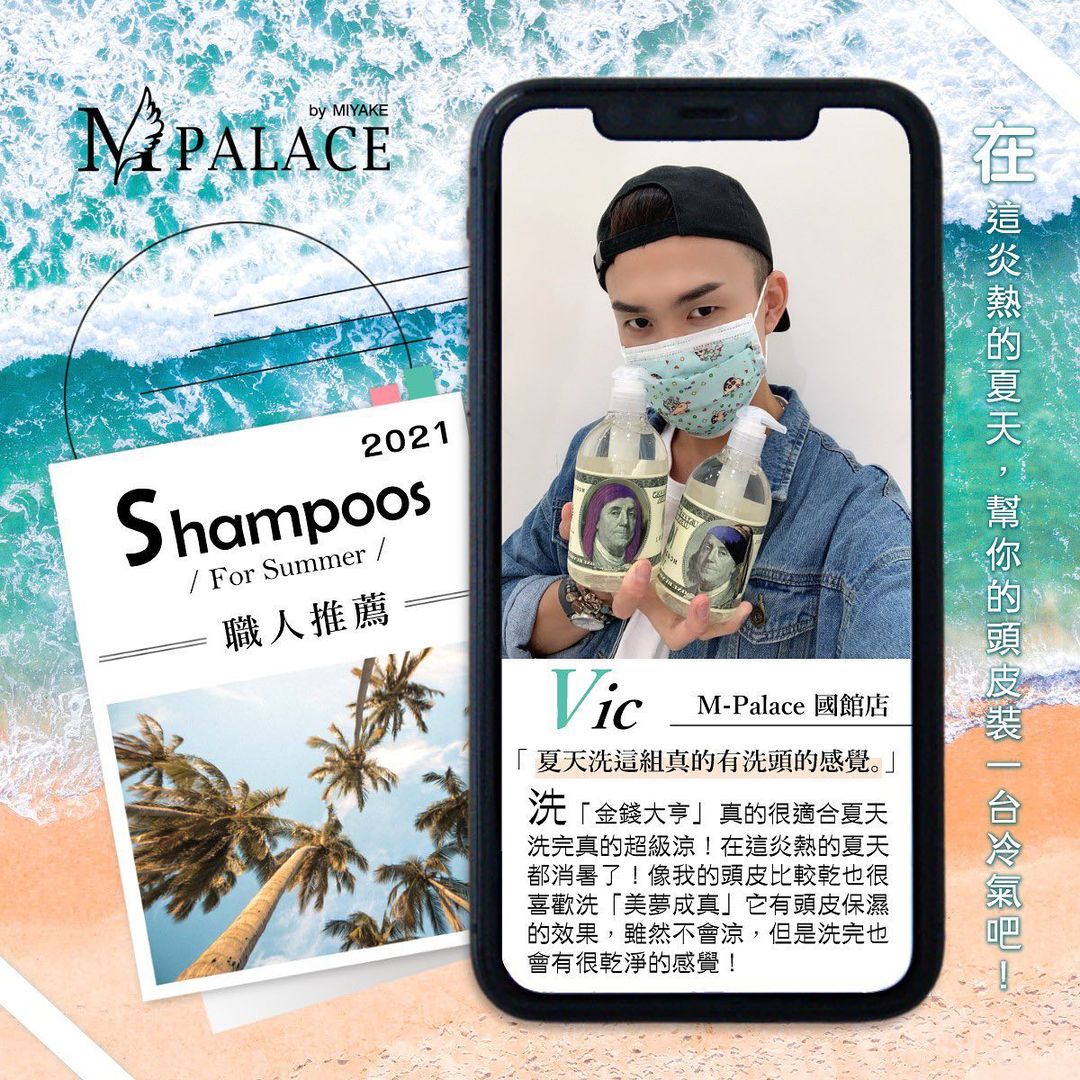 M PALACE
by MIYAKE
2021
Shampoos
/ For Summer /
職人推薦
Vic
M-Palace 國館店
「夏天洗這組真的有洗頭的感覺。」
洗「金錢大亨」真的很適合夏天
洗完真的超級涼！在這炎熱的夏天
都消暑了！像我的頭皮比較乾也很
喜歡洗「美夢成真」它有頭皮保濕
的效果，雖然不會涼，但是洗完也
會有很乾淨的感覺！
在這炎熱的夏天，幫你的頭皮裝一台冷氣吧！